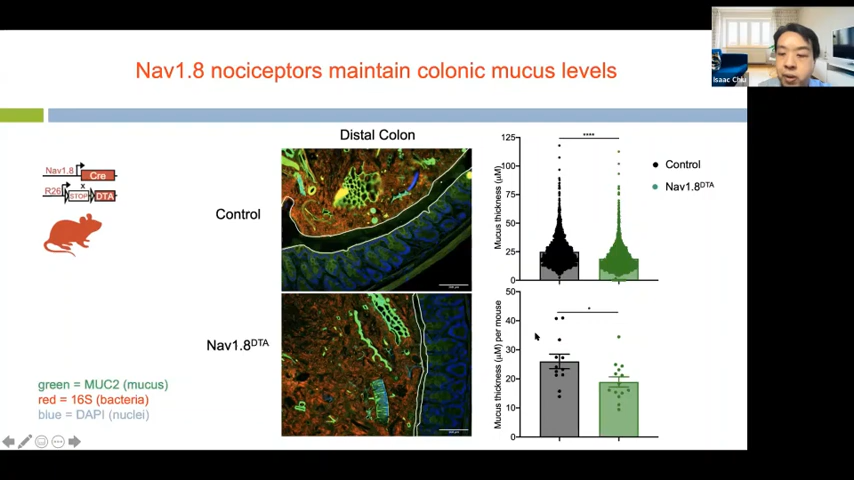 Nav1.8 nociceptors maintain colonic mucus levels
Isaac Chiu
Distal Colon
Nav1.8
Cre
x
R26
STOP
DTA
Control
Nav1.8DTA
green = MUC2 (mucus)
red = 16S (bacteria)
blue = DAPI (nuclei)
Mucus thickness (μM)
125
100
75
50
25
0
****
Control
Nav1.8DTA
Mucus thickness (μM) per mouse
50
40
30
20
10
0
*